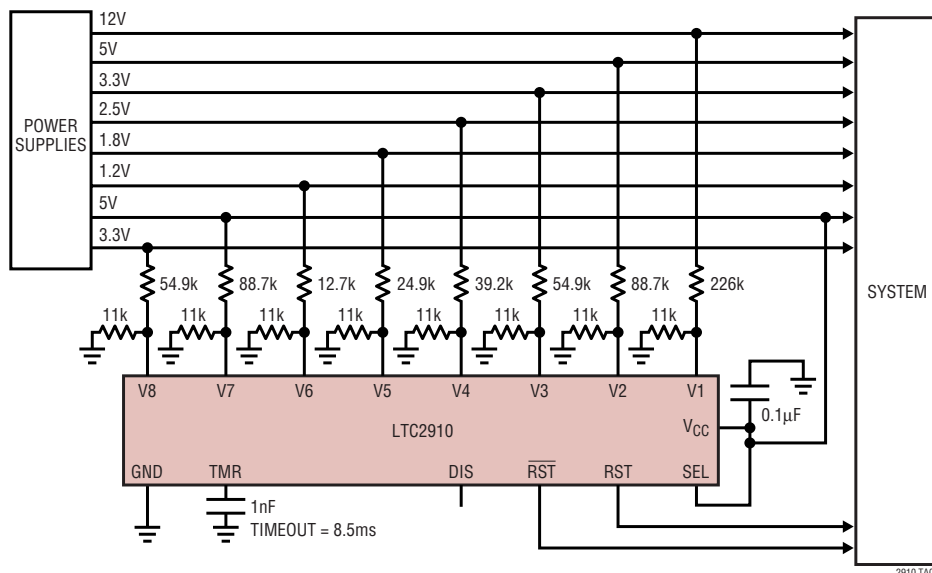 12V
5V
3.3V
2.5V
POWER
SUPPLIES
1.8V
1.2V
5V
3.3V
SYSTEM
54.9k 88.7k 12.7k 24.9k 39.2k 54.9k 88.7k 226k
11k 11k 11k 11k 11k 11k 11k 11k
V8 V7 V6 V5 V4 V3 V2 V1
0.1µF
LTC2910
VCC
GND TMR DIS RST RST SEL
1nF
TIMEOUT = 8.5ms